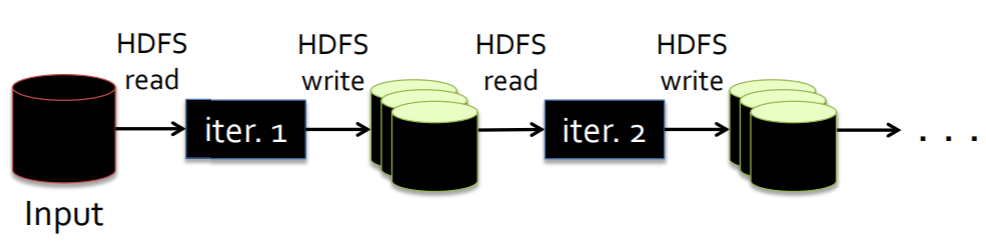 HDFS
read
HDFS
write
HDFS
read
HDFS
write
iter. 1
iter. 2
. . .
Input